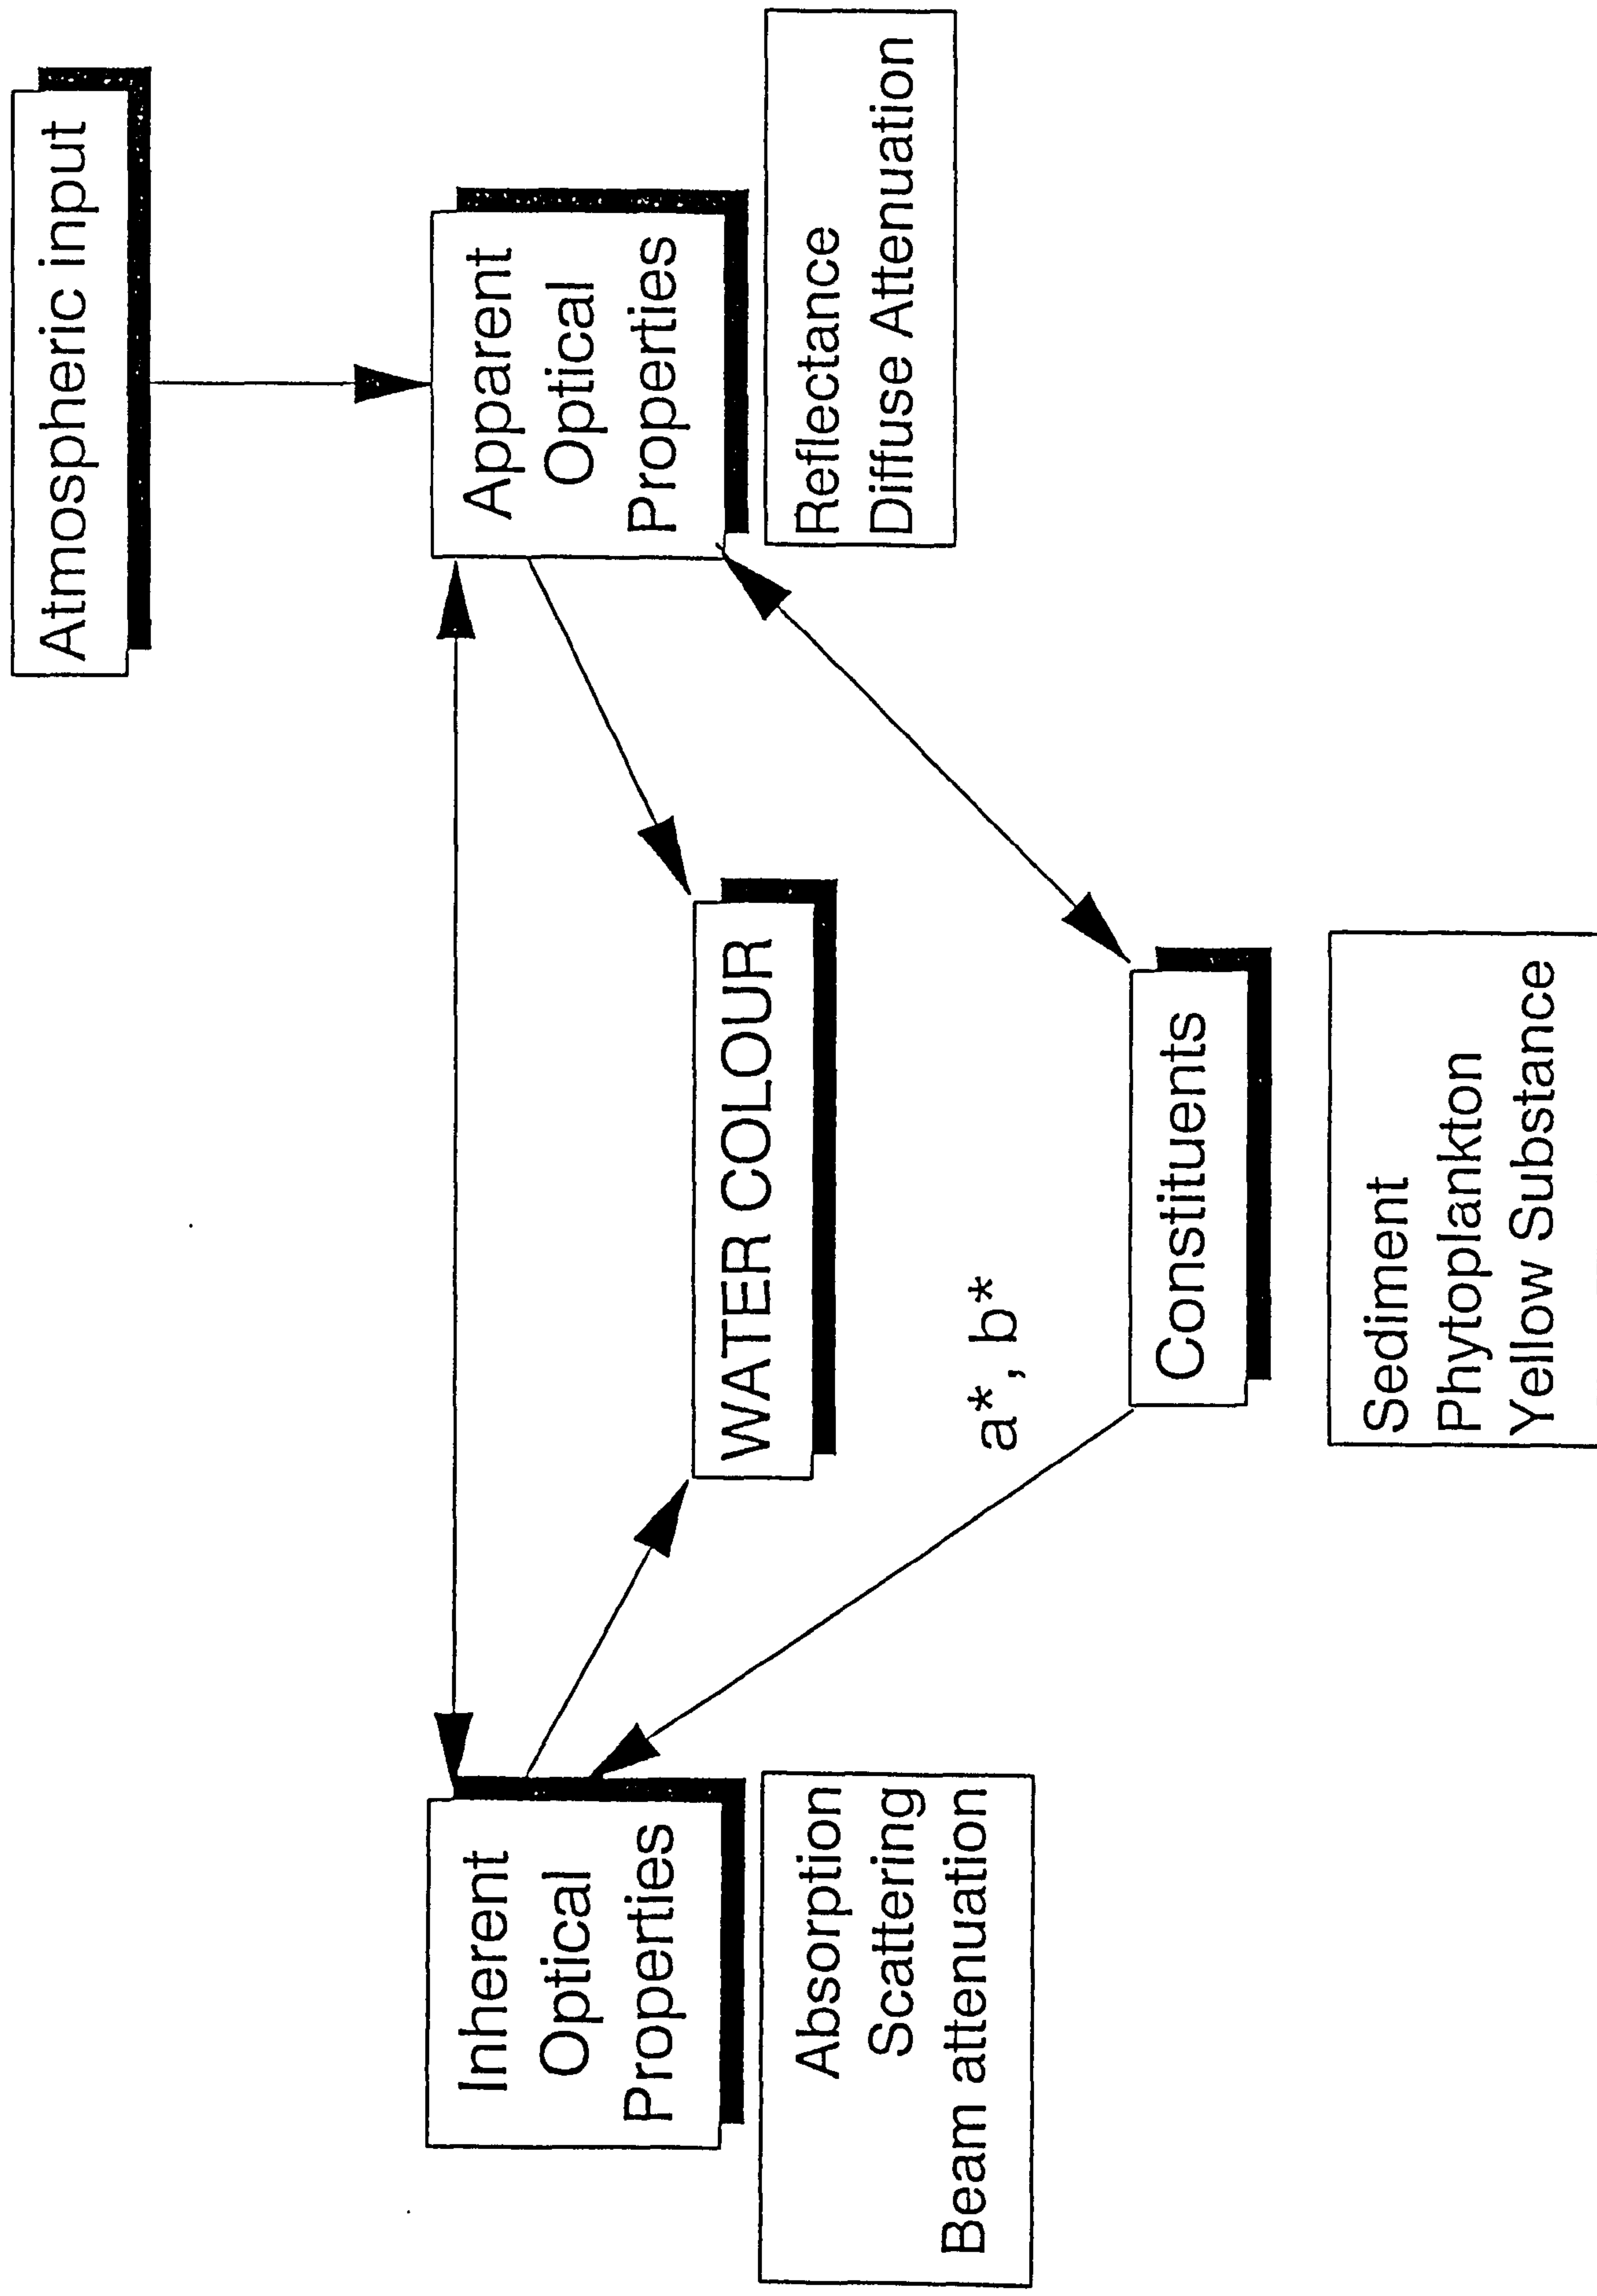 Atmospheric input
Inherent
Optical
Properties
Apparent
Optical
Properties
Absorption
Scattering
Beam attenuation
WATER COLOUR
Reflectance
Diffuse Attenuation
a*, b*
Constituents
Sediment
Phytoplankton
Yellow Substance